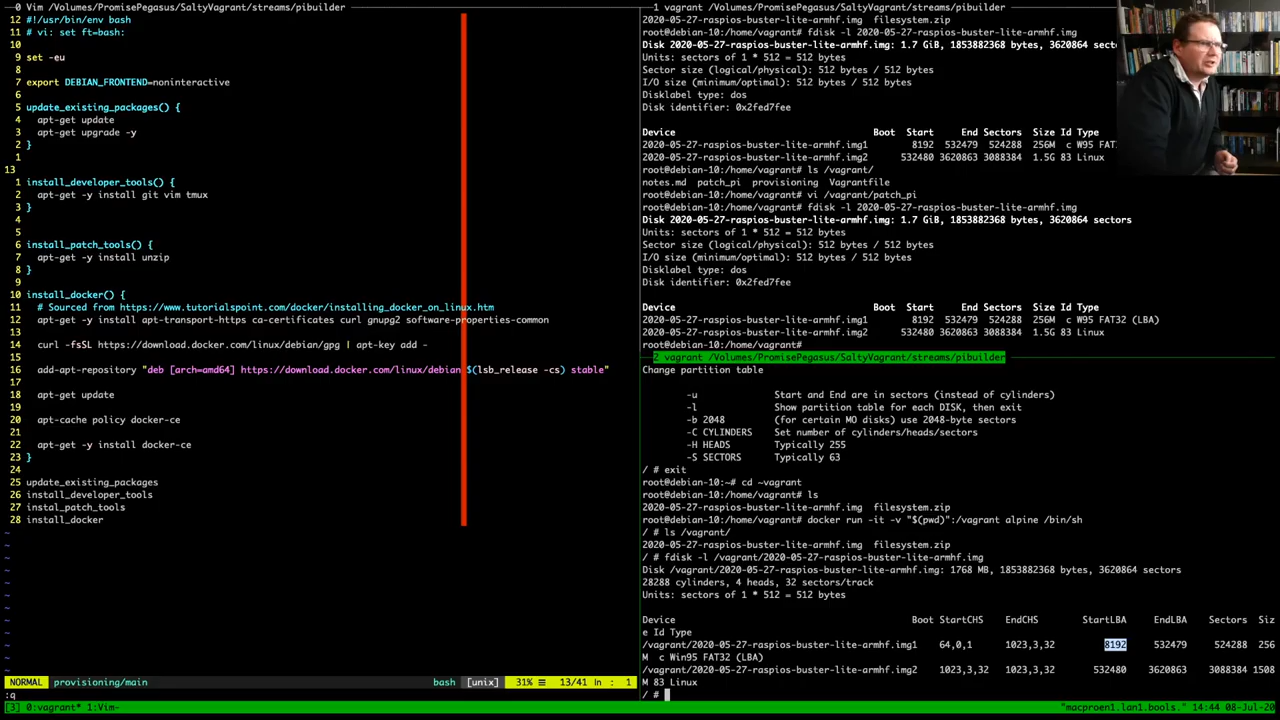 0 Vim /Volumes/PromisePegasus/SaltyVagrant/streams/pibuilder
12 #!/usr/bin/env bash
11 # vi: set ft=bash:
10
9 set -eu
8
7 export DEBIAN_FRONTEND=noninteractive
6
5 update_existing_packages() {
4 apt-get update
3 apt-get upgrade -y
2 }
1
13
1 install_developer_tools() {
2 apt-get -y install git vim tmux
3 }
4
5
6 install_patch_tools() {
7 apt-get -y install unzip
8 }
9
10 install_docker() {
11 # Sourced from https://www.tutorialspoint.com/docker/installing_docker_on_linux.htm
12 apt-get -y install apt-transport-https ca-certificates curl gnupg2 software-properties-common
13
14 curl -fsSL https://download.docker.com/linux/debian/gpg | apt-key add -
15
16 add-apt-repository "deb [arch=amd64] https://download.docker.com/linux/debian $(lsb_release -cs) stable"
17
18 apt-get update
19
20 apt-cache policy docker-ce
21
22 apt-get -y install docker-ce
23 }
24
25 update_existing_packages
26 install_developer_tools
27 instal_patch_tools
28 install_docker
~
~
~
~
~
~
~
~
~
~
~
~
NORMAL provisioning/main bash [unix] 31% ☰ 13/41 ln : 1
:q
1 vagrant /Volumes/PromisePegasus/SaltyVagrant/streams/pibuilder
2020-05-27-raspios-buster-lite-armhf.img filesystem.zip
root@debian-10:/home/vagrant# fdisk -l 2020-05-27-raspios-buster-lite-armhf.img
Disk 2020-05-27-raspios-buster-lite-armhf.img: 1.7 GiB, 1853882368 bytes, 3620864 secto
Units: sectors of 1 * 512 = 512 bytes
Sector size (logical/physical): 512 bytes / 512 bytes
I/O size (minimum/optimal): 512 bytes / 512 bytes
Disklabel type: dos
Disk identifier: 0x2fed7fee
Device Boot Start End Sectors Size Id Type
2020-05-27-raspios-buster-lite-armhf.img1 8192 532479 524288 256M c W95 FAT3
2020-05-27-raspios-buster-lite-armhf.img2 532480 3620863 3088384 1.5G 83 Linux
root@debian-10:/home/vagrant# ls /vagrant/
notes.md patch_pi provisioning Vagrantfile
root@debian-10:/home/vagrant# vi /vagrant/patch_pi
root@debian-10:/home/vagrant# fdisk -l 2020-05-27-raspios-buster-lite-armhf.img
Disk 2020-05-27-raspios-buster-lite-armhf.img: 1.7 GiB, 1853882368 bytes, 3620864 sectors
Units: sectors of 1 * 512 = 512 bytes
Sector size (logical/physical): 512 bytes / 512 bytes
I/O size (minimum/optimal): 512 bytes / 512 bytes
Disklabel type: dos
Disk identifier: 0x2fed7fee
Device Boot Start End Sectors Size Id Type
2020-05-27-raspios-buster-lite-armhf.img1 8192 532479 524288 256M c W95 FAT32 (LBA)
2020-05-27-raspios-buster-lite-armhf.img2 532480 3620863 3088384 1.5G 83 Linux
root@debian-10:/home/vagrant#
2 vagrant /Volumes/PromisePegasus/SaltyVagrant/streams/pibuilder
Change partition table
-u Start and End are in sectors (instead of cylinders)
-l Show partition table for each DISK, then exit
-b 2048 (for certain MO disks) use 2048-byte sectors
-C CYLINDERS Set number of cylinders/heads/sectors
-H HEADS Typically 255
-S SECTORS Typically 63
/ # exit
root@debian-10:~# cd ~vagrant
root@debian-10:/home/vagrant# ls
2020-05-27-raspios-buster-lite-armhf.img filesystem.zip
root@debian-10:/home/vagrant# docker run -it -v "$(pwd)":/vagrant alpine /bin/sh
/ # ls /vagrant/
2020-05-27-raspios-buster-lite-armhf.img filesystem.zip
/ # fdisk -l /vagrant/2020-05-27-raspios-buster-lite-armhf.img
Disk /vagrant/2020-05-27-raspios-buster-lite-armhf.img: 1768 MB, 1853882368 bytes, 3620864 sectors
28288 cylinders, 4 heads, 32 sectors/track
Units: sectors of 1 * 512 = 512 bytes
Device Boot StartCHS EndCHS StartLBA EndLBA Sectors Siz
e Id Type
/vagrant/2020-05-27-raspios-buster-lite-armhf.img1 64,0,1 1023,3,32 8192 532479 524288 256
M c Win95 FAT32 (LBA)
/vagrant/2020-05-27-raspios-buster-lite-armhf.img2 1023,3,32 1023,3,32 532480 3620863 3088384 1508
M 83 Linux
/ #
[3] 0:vagrant* 1:Vim- "macproen1.lan1.bools." 14:44 08-Jul-20